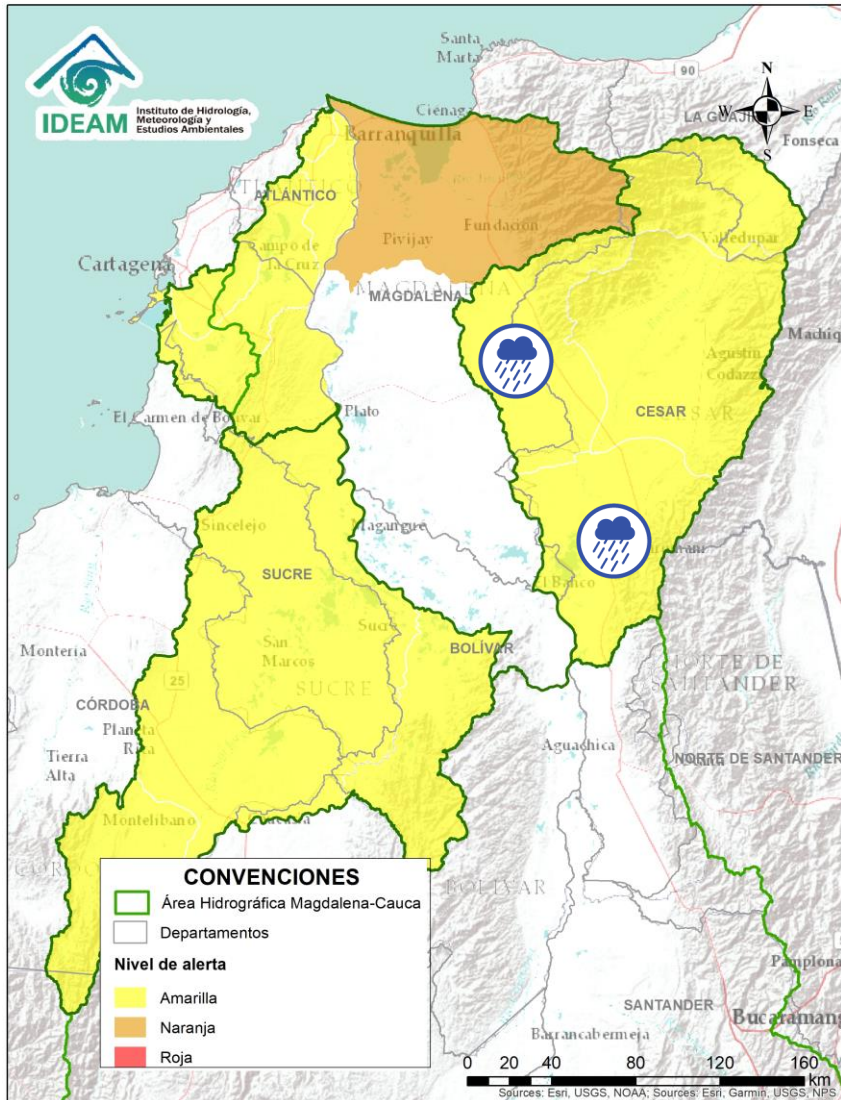 IDEAM
Instituto de Hidrología,
Meteorología y
Estudios Ambientales
Santa
Marta
90
N
W
E
S
LA GUAJIRA
Fonseca
Ciénaga
Barranquilla
ATLÁNTICO
Campo de
la Cruz
Pivijay
Fundación
Valledupar
Cartagena
MAGDALENA
Agustín
Codazzi
CESAR
El Carmen de Bolívar
Plato
Sincelejo
Magangue
SUCRE
El Banco
Sucre
San
Marcos
SUCRE
BOLÍVAR
Montería
25
CÓRDOBA
Planeta
Rica
Tierra
Alta
NORTE DE
SANTANDER
NORTE DE SANTANDER
Aguachica
Montelibano
BOLÍVAR
CONVENCIONES
Área Hidrográfica Magdalena-Cauca
Departamentos
Nivel de alerta
Amarilla
Naranja
Roja
Pamplona
SANTANDER
Barrancabermeja
0 20 40 80 120 160
Km
Sources: Esri, USGS, NOAA; Sources: Esri, Garmin, USGS, NPS